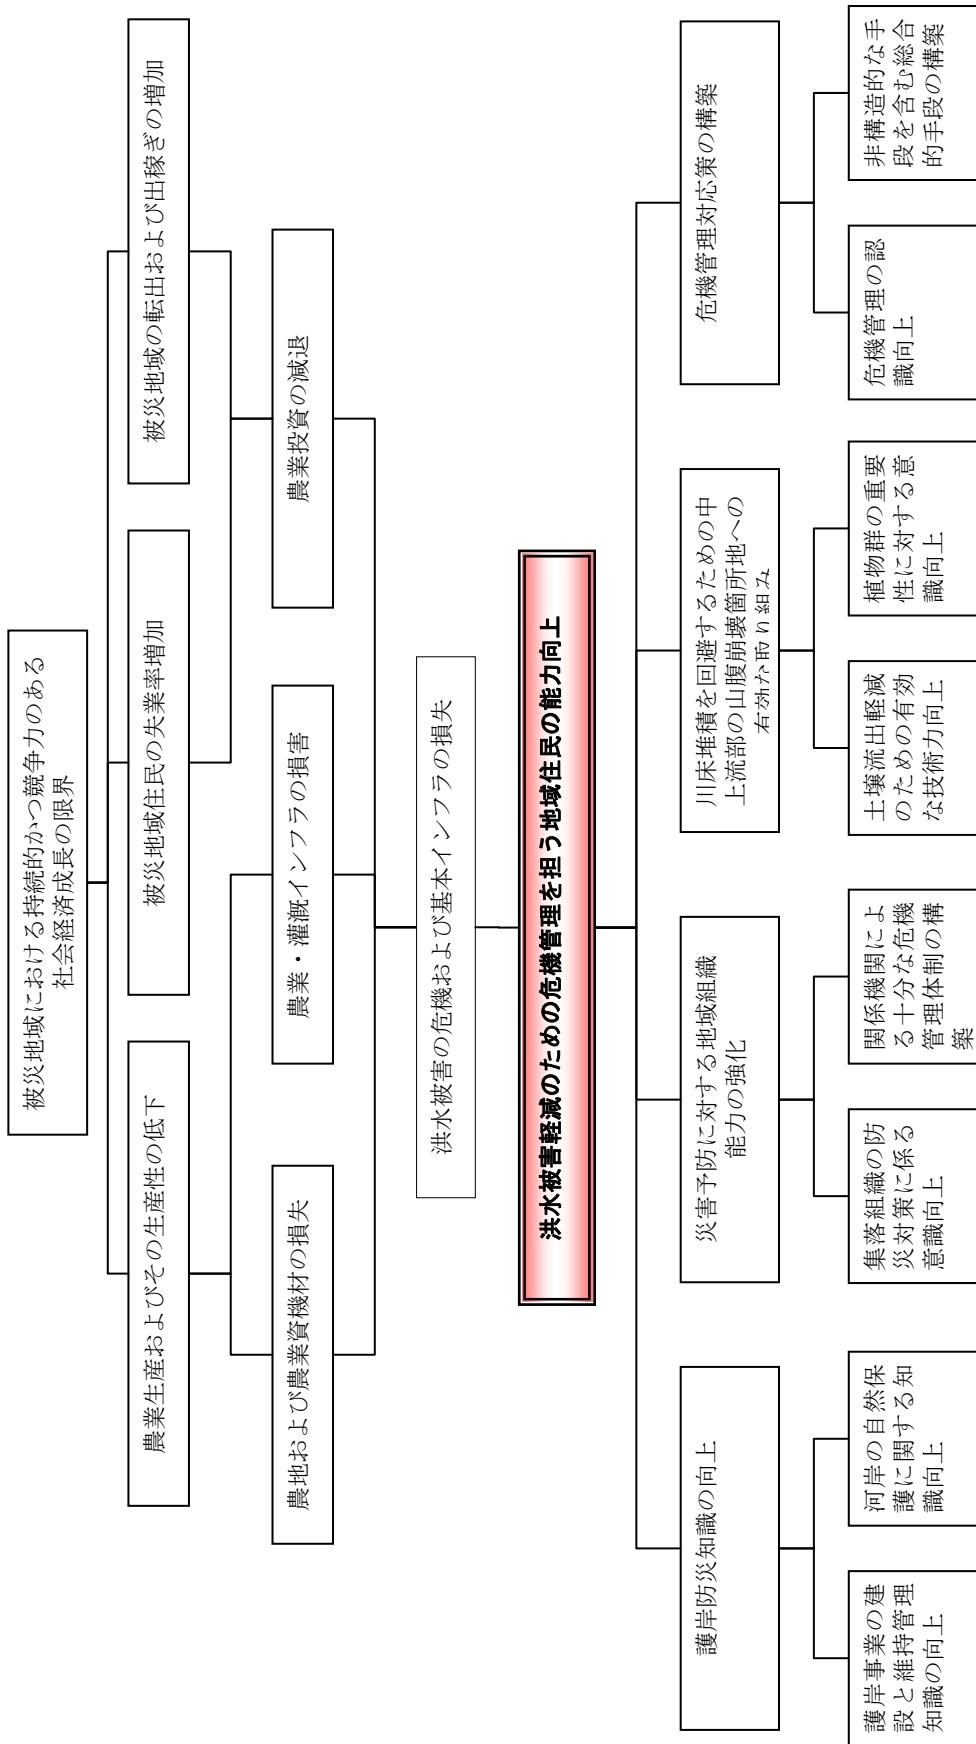 被災地域における持続的かつ競争力のある
社会経済成長の限界
農業生産およびその生産性の低下
被災地域住民の失業率増加
被災地域の転出および出稼ぎの増加
農地および農業資機材の損失
農業・灌漑インフラの損害
農業投資の減退
洪水被害の危機および基本インフラの損失
洪水被害軽減のための危機管理を担う地域住民の能力向上
護岸防災知識の向上
災害予防に対する地域組織
能力の強化
川床堆積を回避するための中
上流部の山腹崩壊箇所地への
有効な取り組み
危機管理対応策の構築
護岸事業の建
設と維持管理
知識の向上
河岸の自然保
護に関する知
識向上
集落組織の防
災対策に係る
意識向上
関係機関によ
る十分な危機
管理体制の構
築
土壌流出軽減
のための有効
な技術力向上
植物群の重要
性に対する意
識向上
危機管理の認
識向上
非構造的な手
段を含む総合
的手段の構築